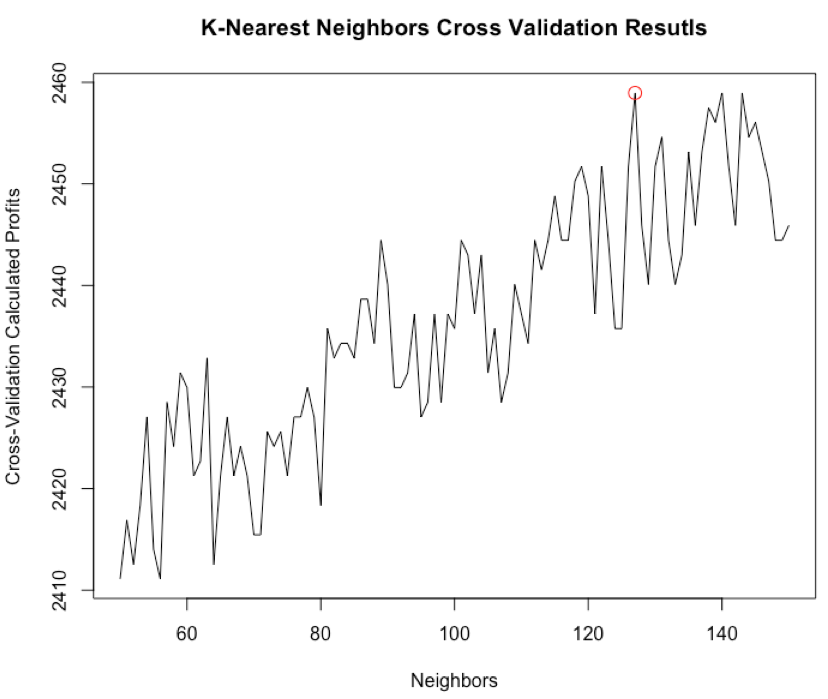 K-Nearest Neighbors Cross Validation Resutls
Cross-Validation Calculated Profits
2460
2450
2440
2430
2420
2410
60 80 100 120 140
Neighbors